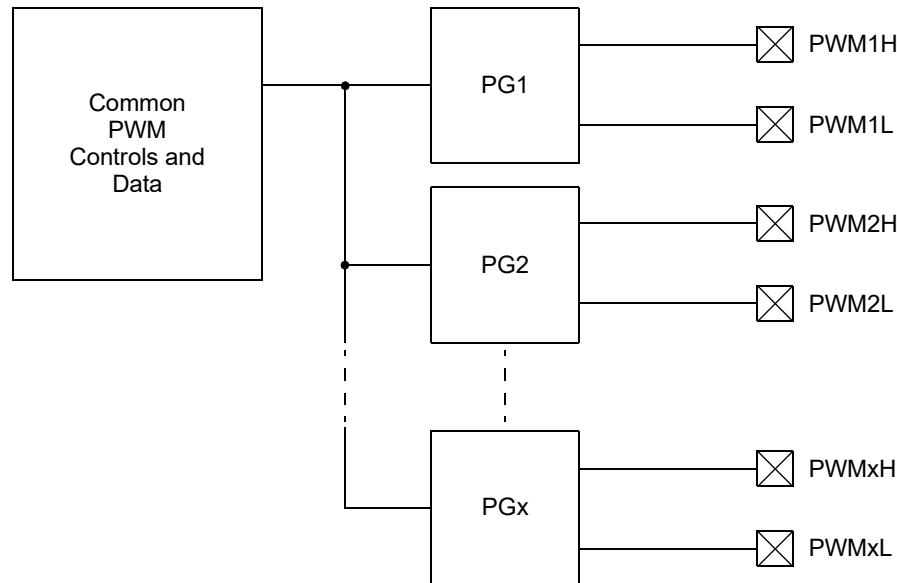 Common
PWM
Controls and
Data
PG1
PWM1H
PWM1L
PG2
PWM2H
PWM2L
PGx
PWMxH
PWMxL